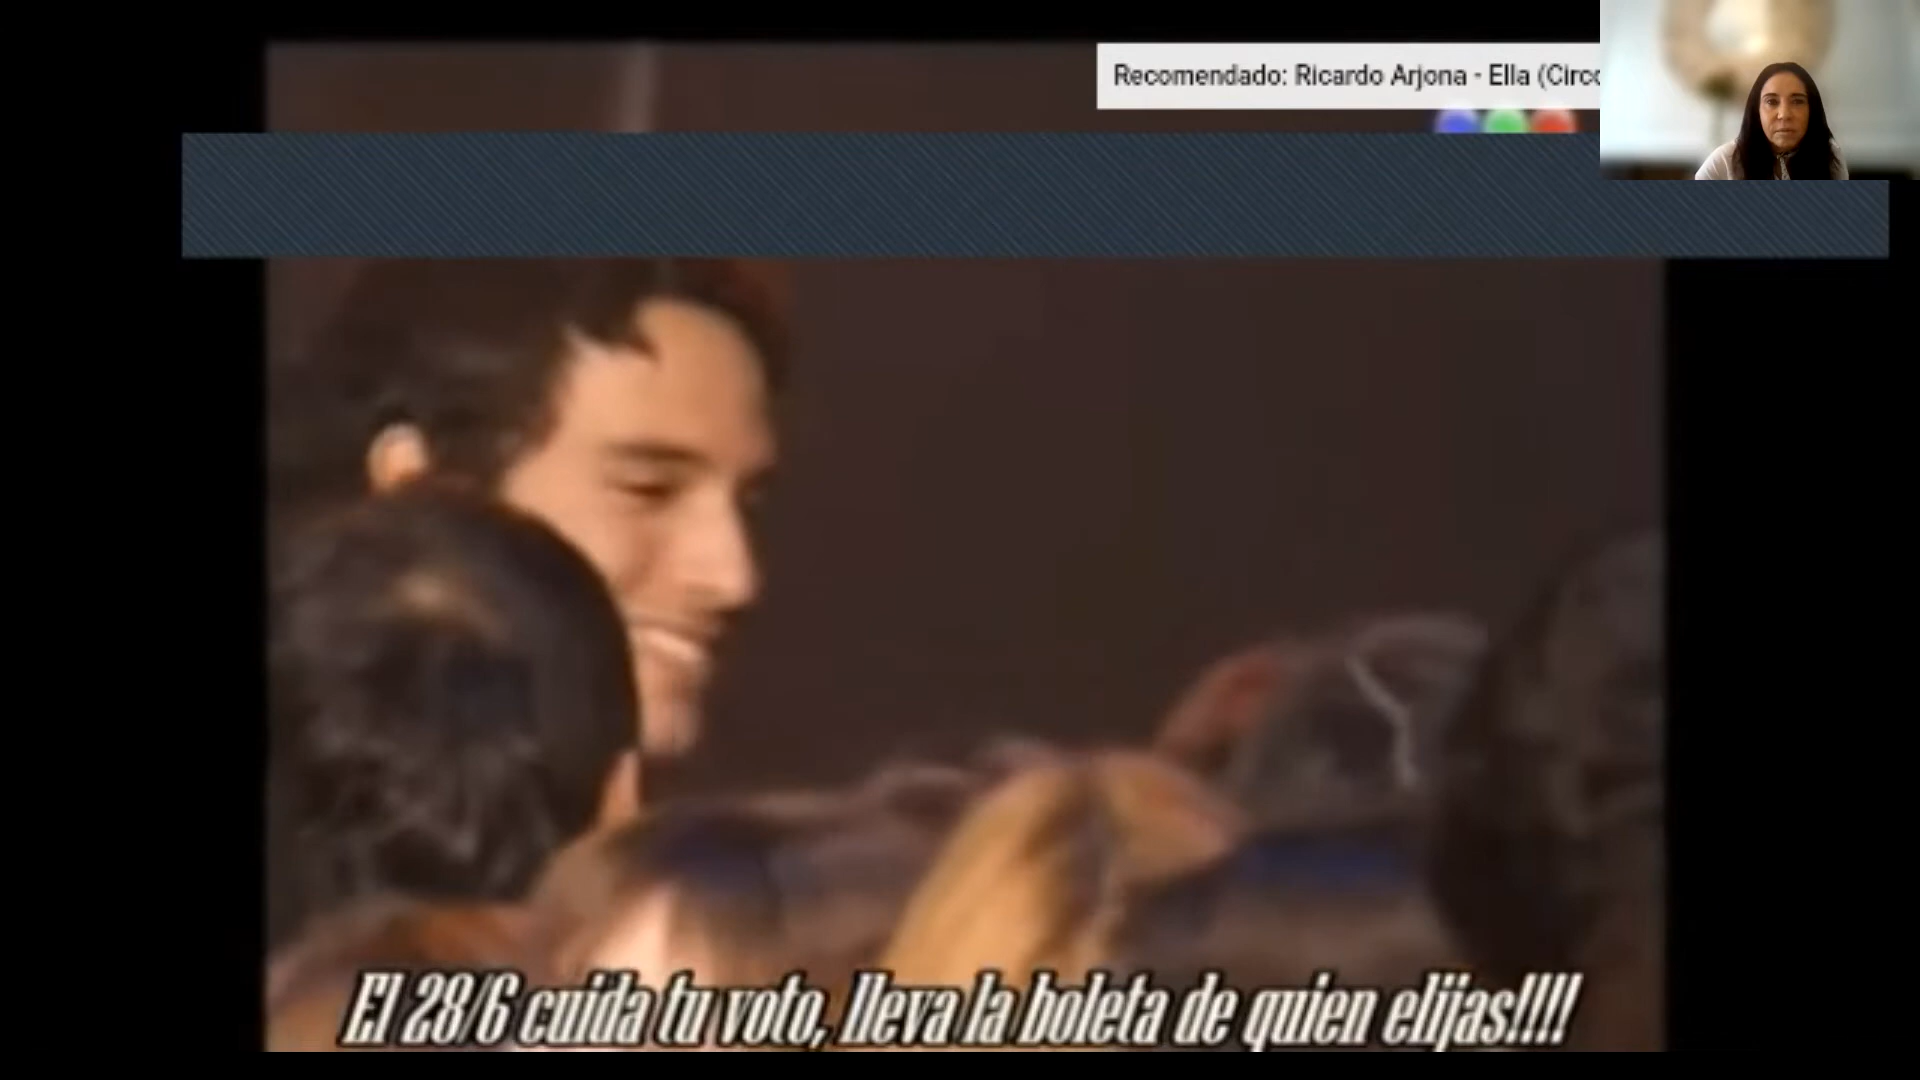 Recomendado: Ricardo Arjona - Ella (Circo
El 28/6 cuida tu voto, lleva la boleta de quien elijas!!!!